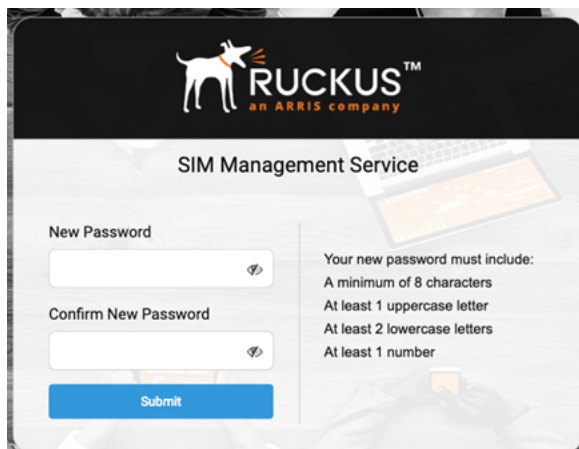 RUCKUS™
an ARRIS company
SIM Management Service
New Password
Confirm New Password
Submit
Your new password must include:
A minimum of 8 characters
At least 1 uppercase letter
At least 2 lowercase letters
At least 1 number